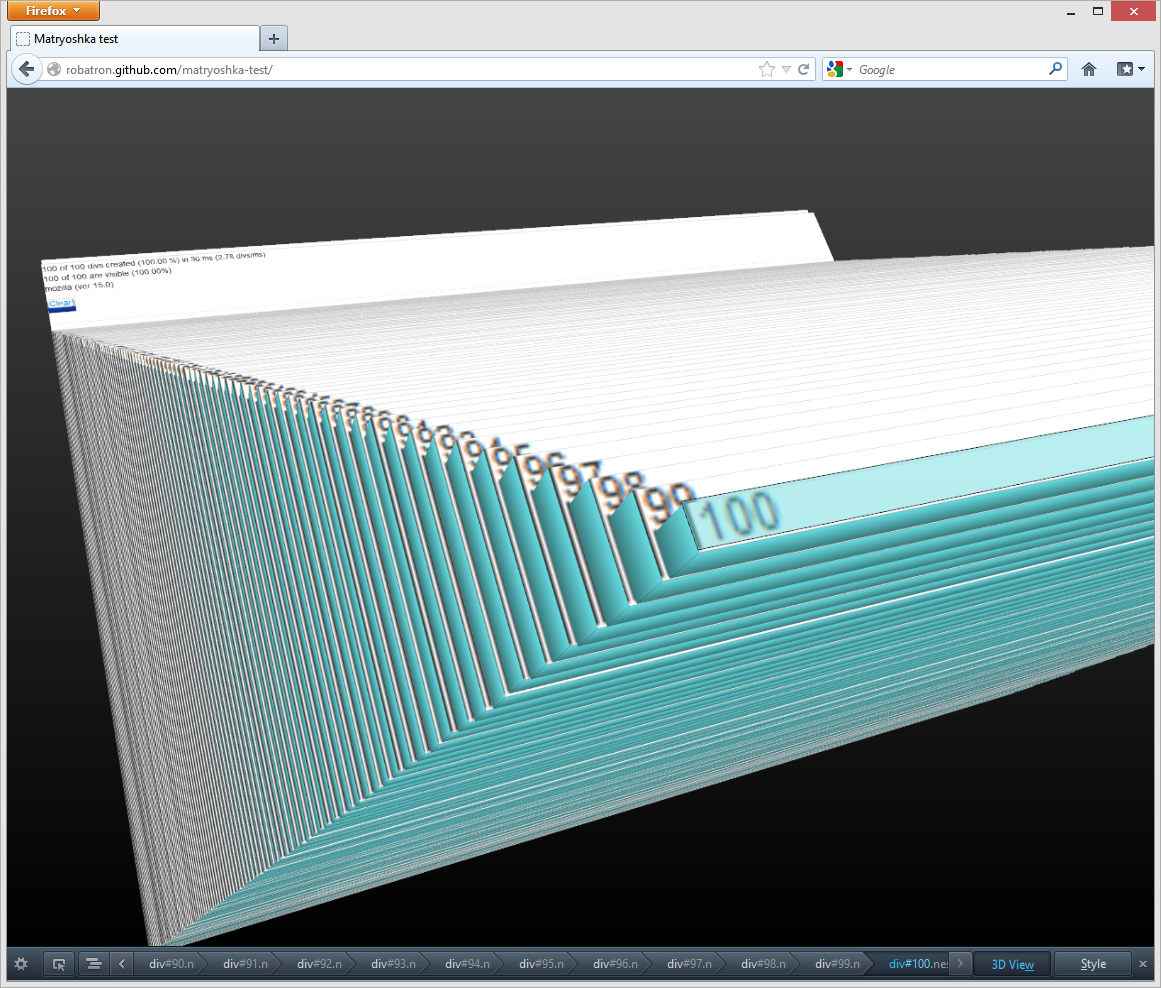 Firefox
Matryoshka test
robatron.github.com/matryoshka-test/
Google
100 of 100 divs created (100.00 %) in 36 ms (2.78 divs/ms)
100 of 100 are visible (100.00%)
mozilla (ver 15.0)
[Clear]
94
95
96
97
98
99
100
div#90.n
div#91.n
div#92.n
div#93.n
div#94.n
div#95.n
div#96.n
div#97.n
div#98.n
div#99.n
div#100.nes
3D View
Style